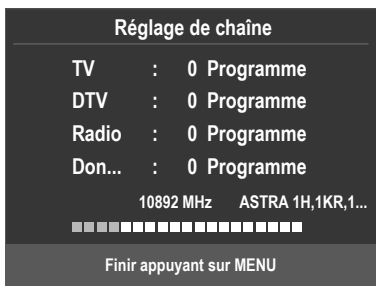 Réglage de chaîne
TV : 0 Programme
DTV : 0 Programme
Radio : 0 Programme
Don... : 0 Programme
10892 MHz ASTRA 1H,1KR,1...
Finir appuyant sur MENU